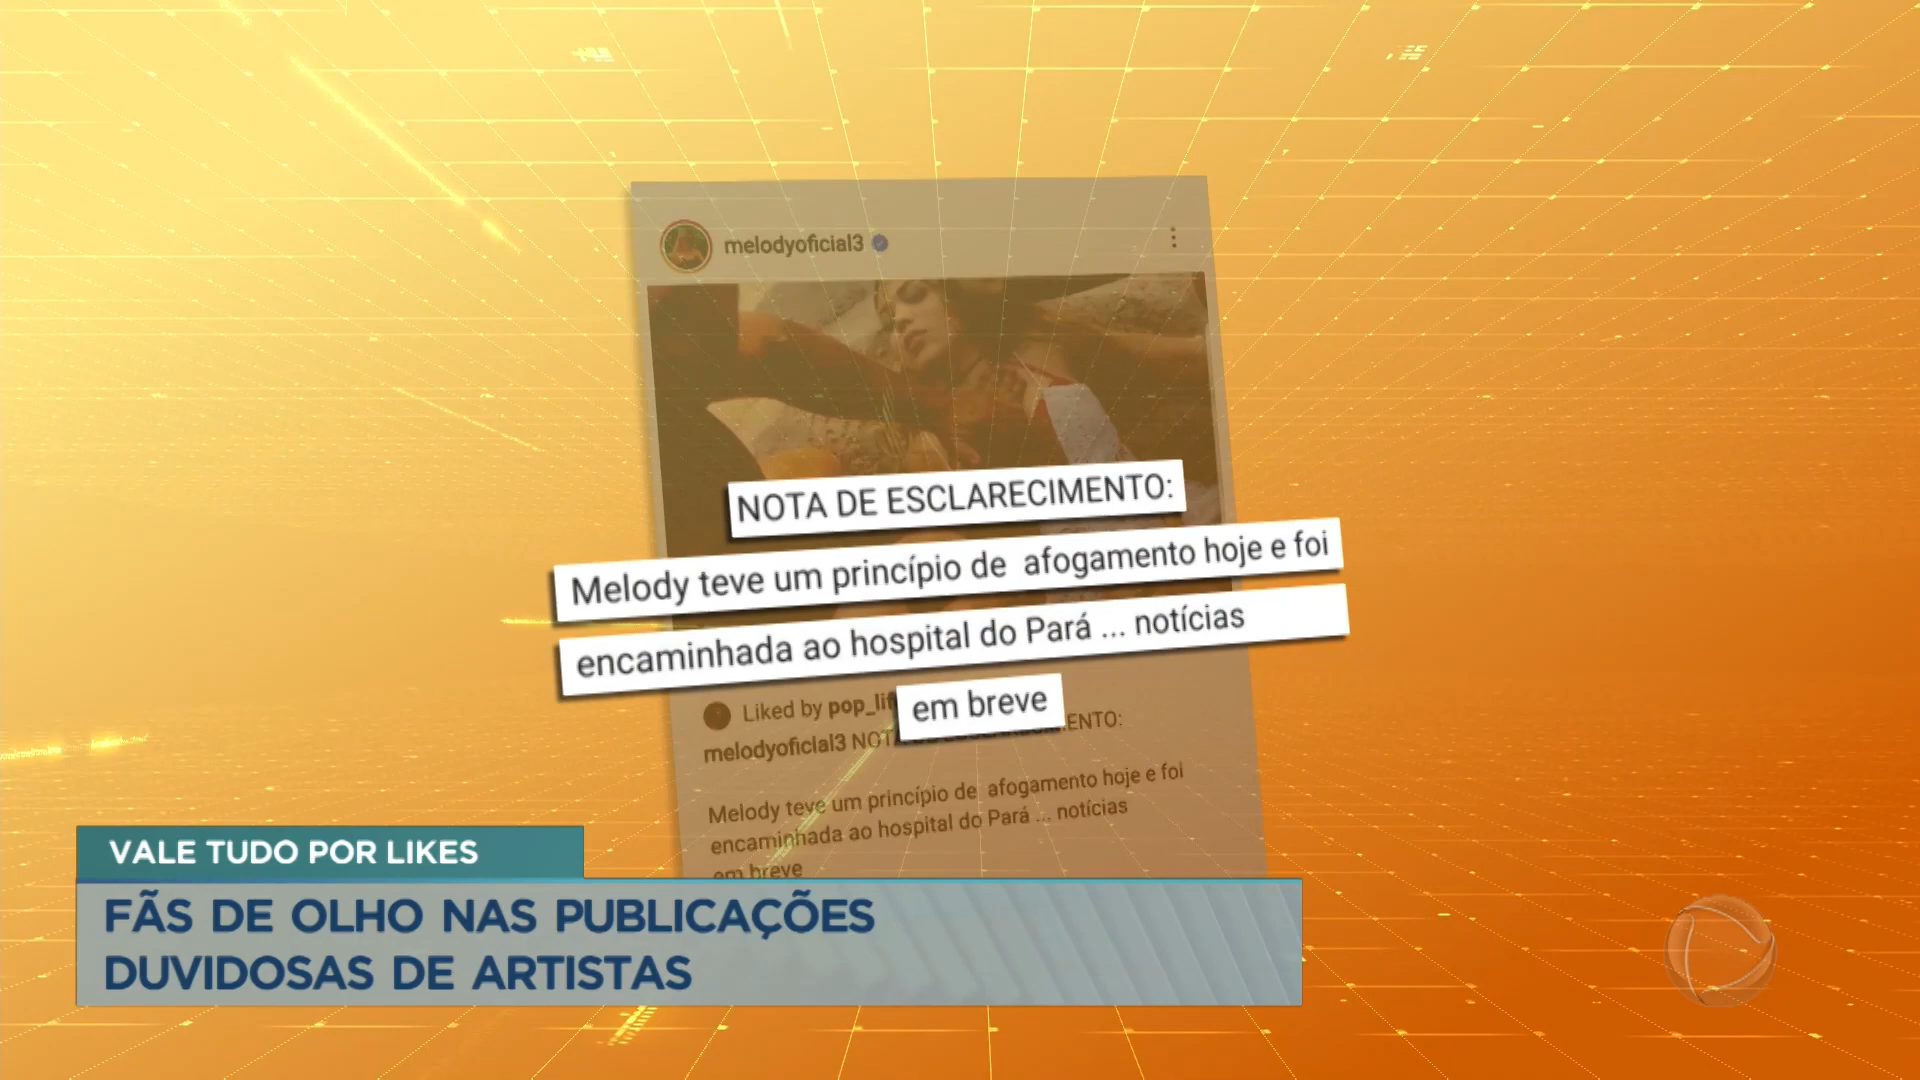 melodyoficial3
NOTA DE ESCLARECIMENTO:
Melody teve um princípio de afogamento hoje e foi
encaminhada ao hospital do Pará ... notícias
em breve
Liked by
melodyoficial3
Melody teve um princípio de afogamento hoje e foi
encaminhada ao hospital do Pará ... notícias
em breve
VALE TUDO POR LIKES
FÃS DE OLHO NAS PUBLICAÇÕES
DUVIDOSAS DE ARTISTAS